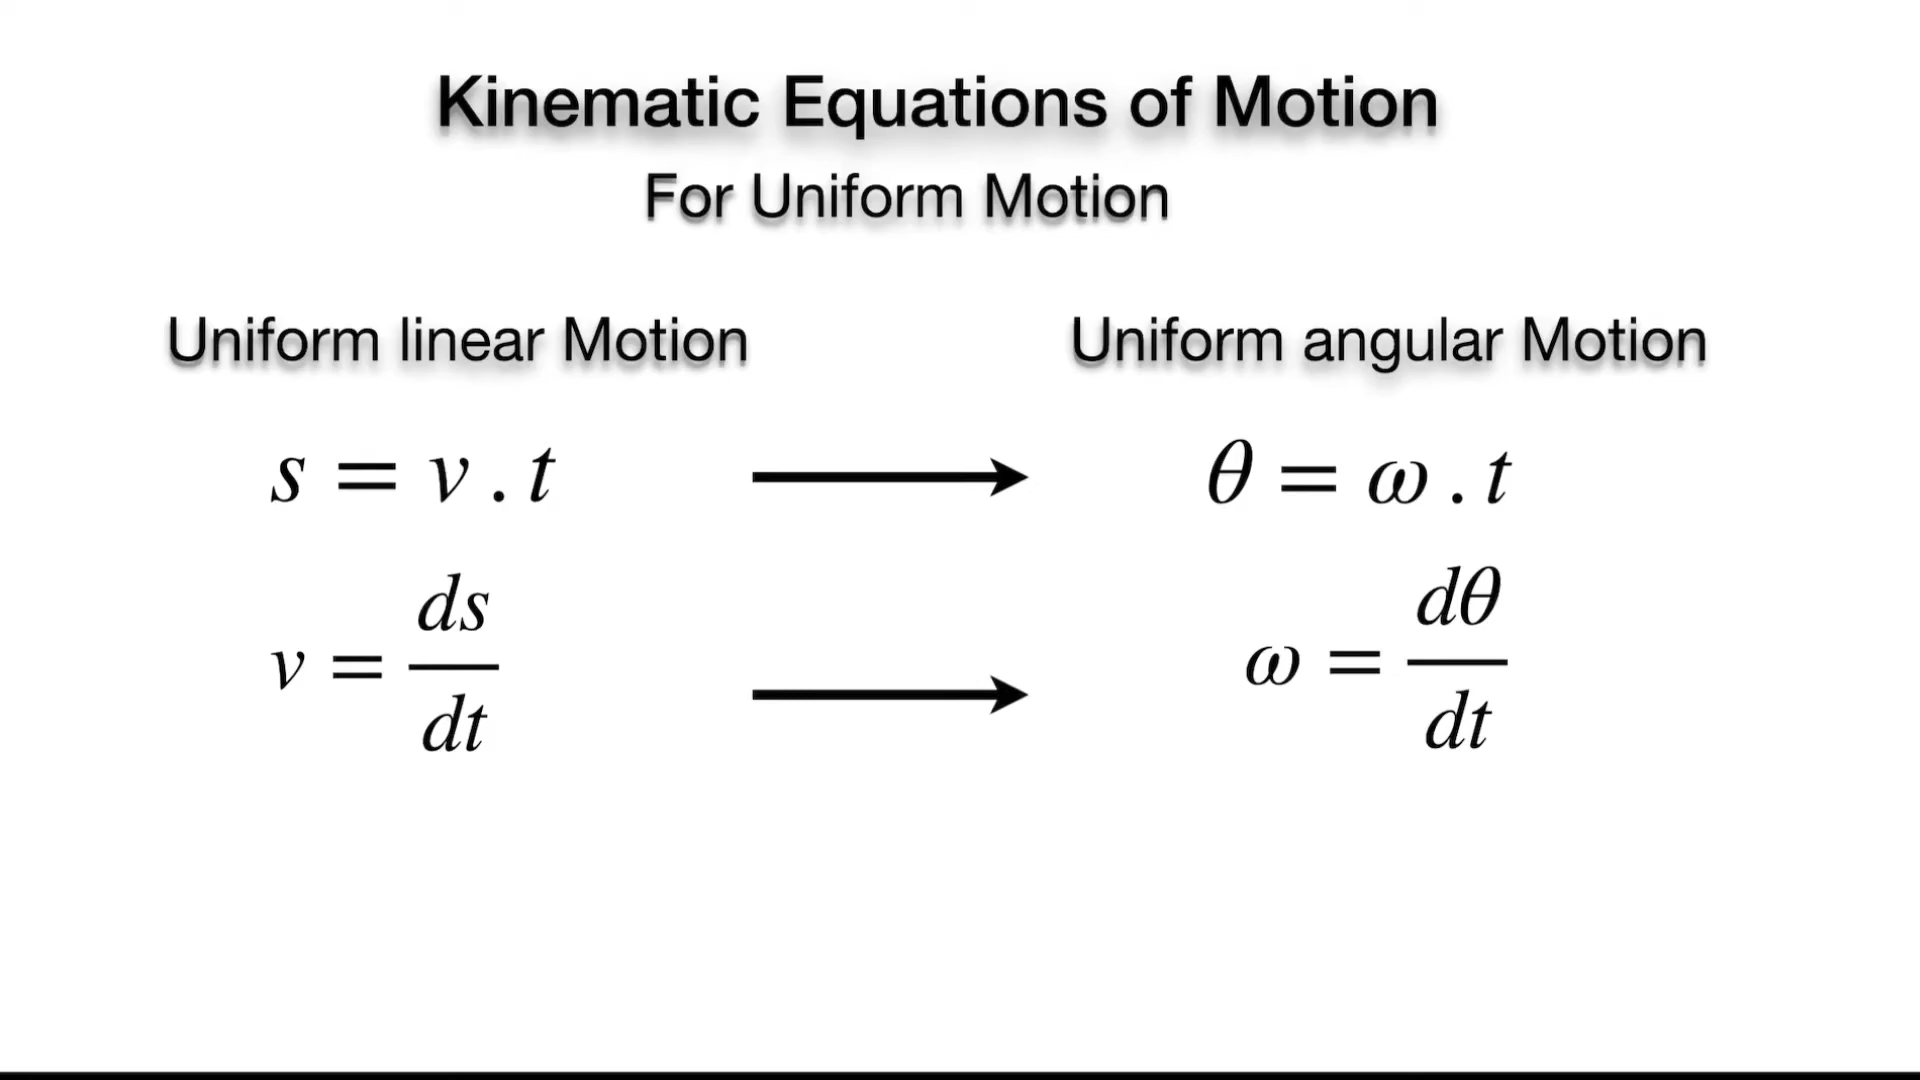 Kinematic Equations of Motion
For Uniform Motion
Uniform linear Motion
Uniform angular Motion
s = v . t
θ = ω . t
v = ds/dt
ω = dθ/dt